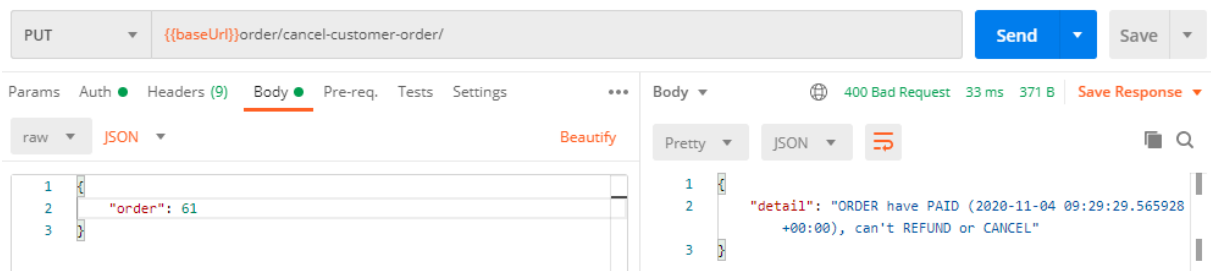 PUT {{baseUrl}}order/cancel-customer-order/ Send Save
Params Auth Headers (9) Body Pre-req. Tests Settings ••• Body 400 Bad Request 33 ms 371 B Save Response
raw JSON Beautify
Pretty JSON
1 {
2 "order": 61
3 }
1 {
2 "detail": "ORDER have PAID (2020-11-04 09:29:29.565928
+00:00), can't REFUND or CANCEL"
3 }